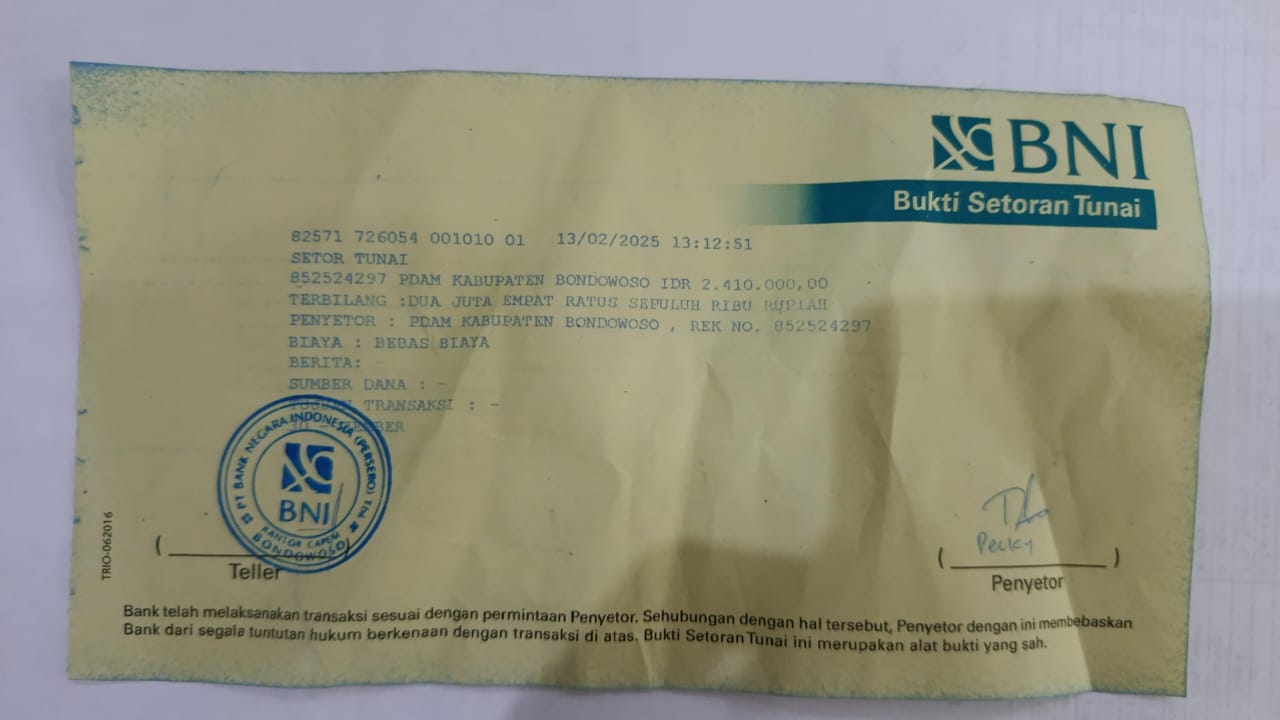 BNI
Bukti Setoran Tunai
82571 726054 001010 01 13/02/2025 13:12:51
SETOR TUNAI
852524297 PDAM KABUPATEN BONDOWOSO IDR 2.410.000,00
TERBILANG :DUA JUTA EMPAT RATUS SEPULUH RIBU RUPIAH
PENYETOR : PDAM KABUPATEN BONDOWOSO , REK NO. 852524297
BIAYA : BEBAS BIAYA
BERITA: -
SUMBER DANA : -
TUJUAN TRANSAKSI : -
PT BANK NEGARA INDONESIA (PERSERO) Tbk
BNI
KANTOR CAPEM
BONDOWOSO
( )
Teller
( )
Penyetor
TRIO-062016
Bank telah melaksanakan transaksi sesuai dengan permintaan Penyetor. Sehubungan dengan hal tersebut, Penyetor dengan ini membebaskan
Bank dari segala tuntutan hukum berkenaan dengan transaksi di atas. Bukti Setoran Tunai ini merupakan alat bukti yang sah.